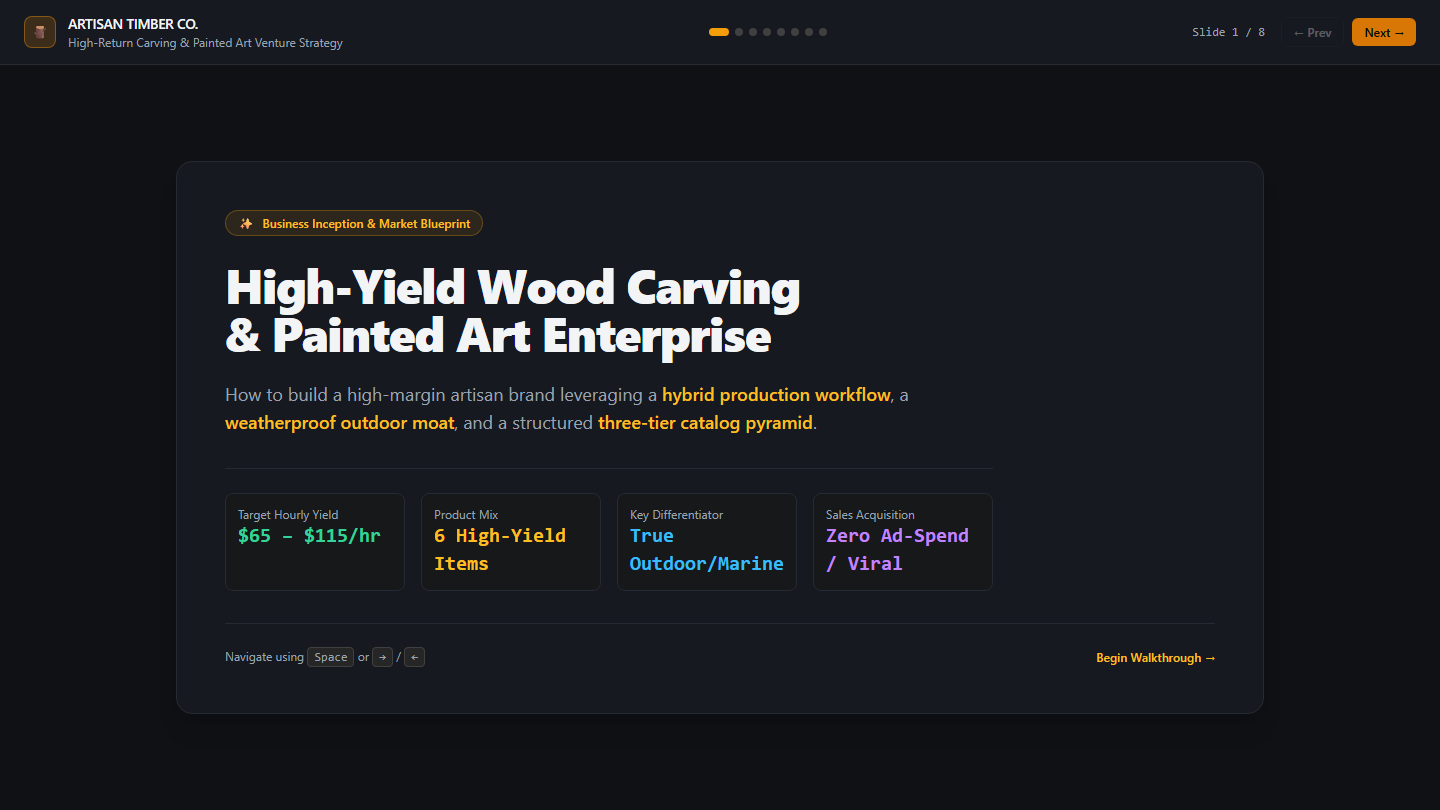 ARTISAN TIMBER CO.
High-Return Carving & Painted Art Venture Strategy
Slide 1 / 8
← Prev
Next →
Business Inception & Market Blueprint
High-Yield Wood Carving
& Painted Art Enterprise
How to build a high-margin artisan brand leveraging a hybrid production workflow, a
weatherproof outdoor moat, and a structured three-tier catalog pyramid.
Target Hourly Yield
$65 – $115/hr
Product Mix
6 High-Yield
Items
Key Differentiator
True
Outdoor/Marine
Sales Acquisition
Zero Ad-Spend
/ Viral
Navigate using Space or → / ←
Begin Walkthrough →